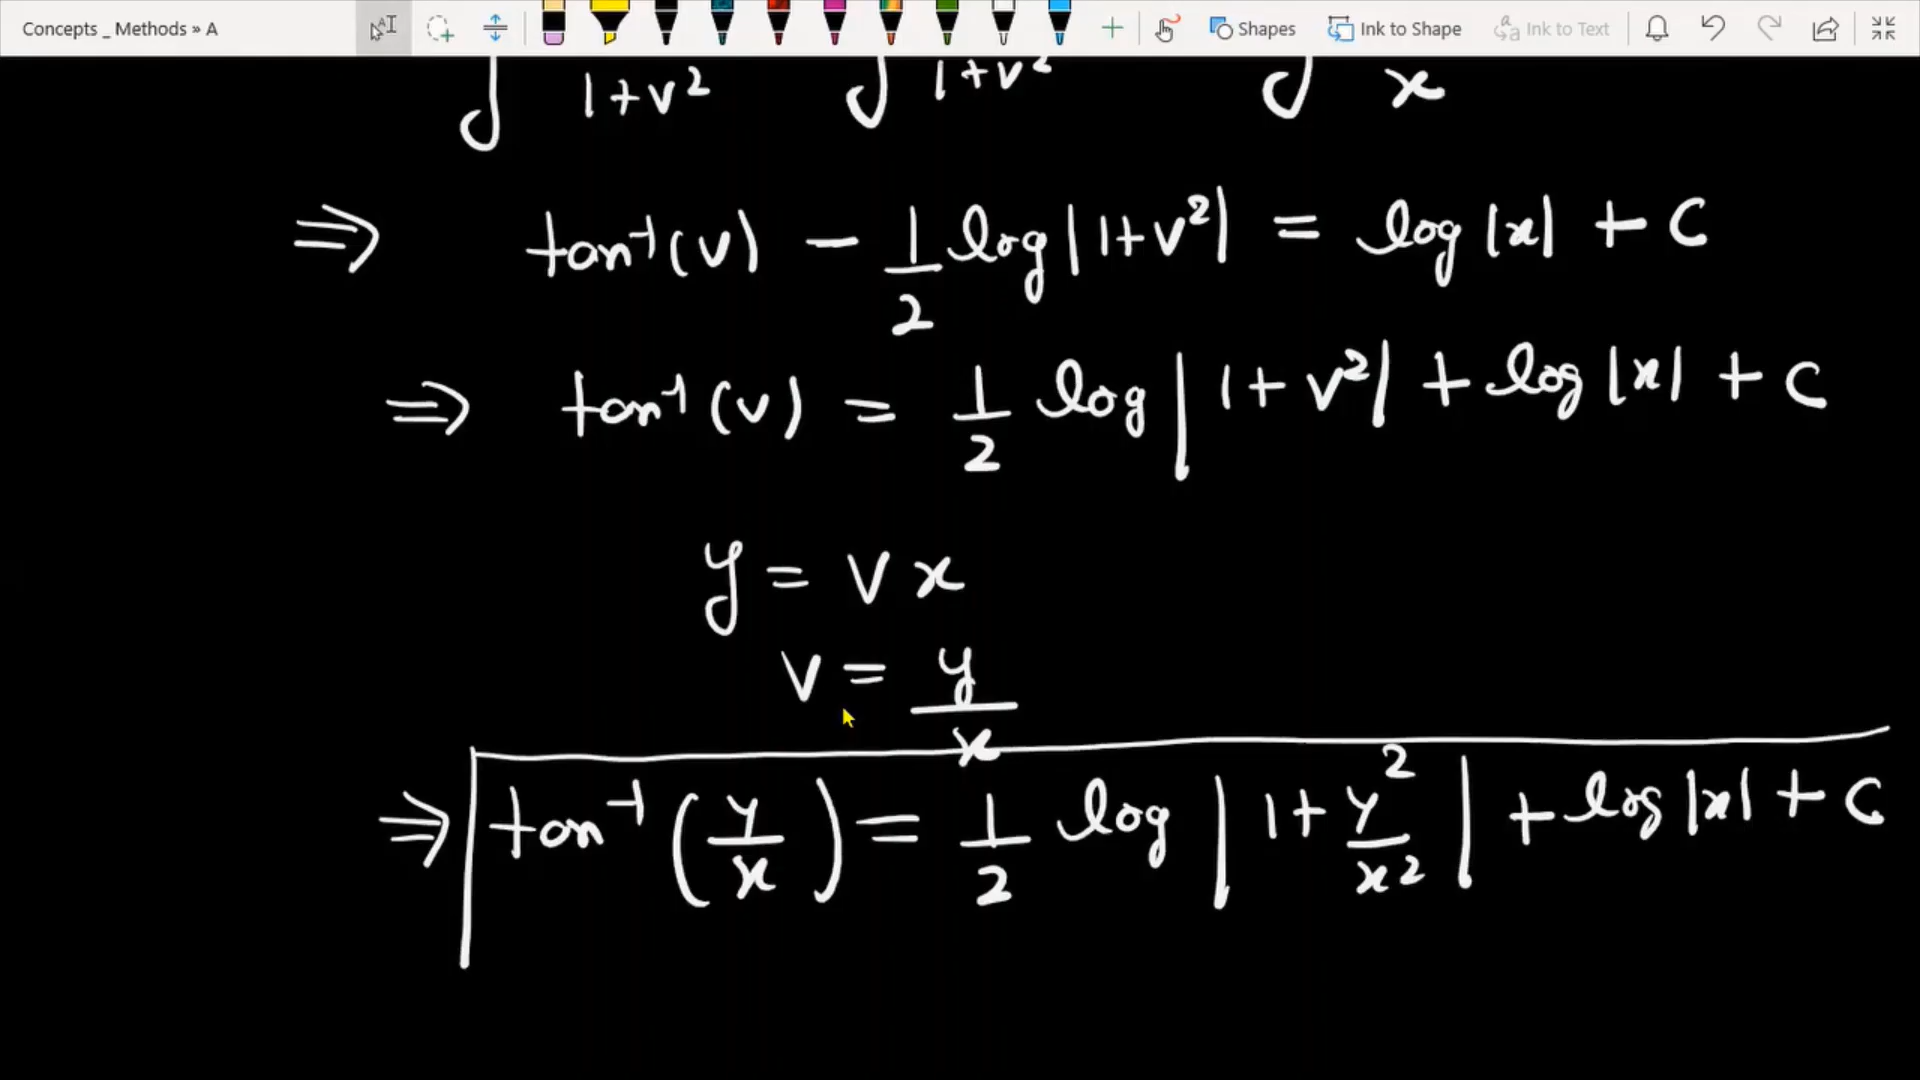 Concepts _ Methods » A
Shapes
Ink to Shape
Ink to Text
∫ 1+v² ∫ 1+v² ∫ x
⇒ tan⁻¹(v) − 1/2 log|1+v²| = log|x| + C
⇒ tan⁻¹(v) = 1/2 log|1+v²| + log|x| + C
y = vx
v = y/x
⇒ tan⁻¹(y/x) = 1/2 log|1+y²/x²| + log|x| + C